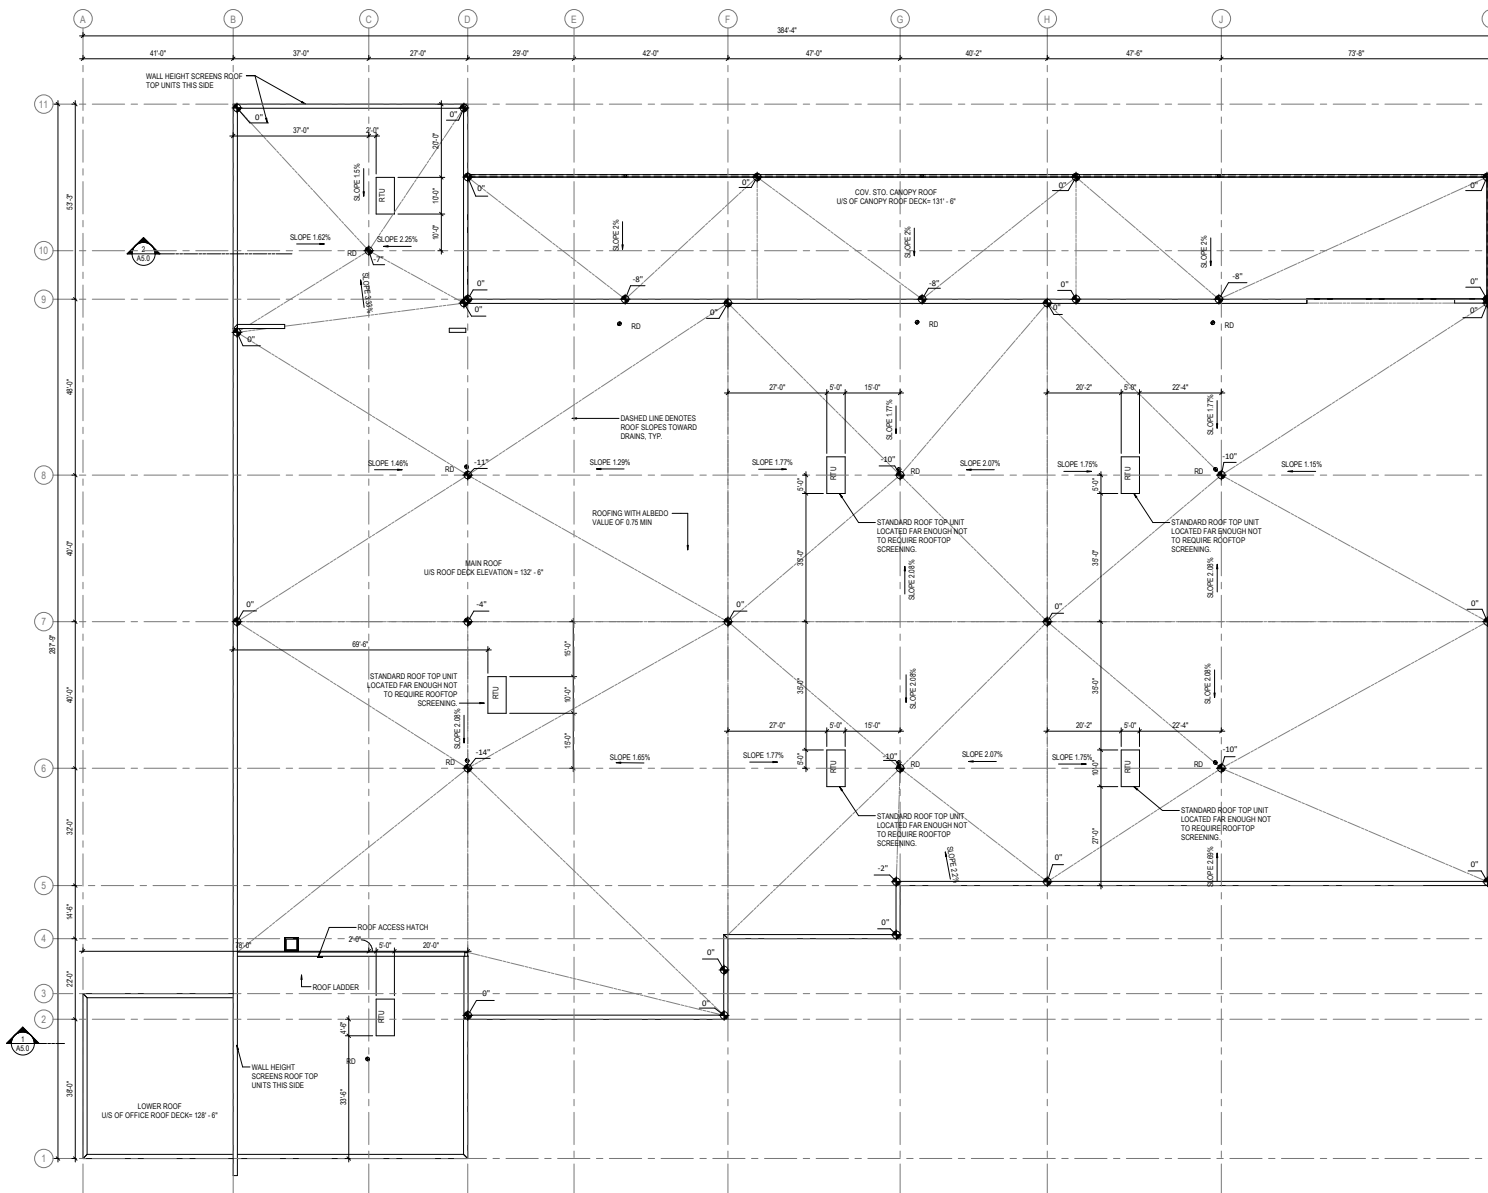 A B C D E F G H J
384'-4"
41'-0" 37'-0" 27'-0" 29'-0" 42'-0" 47'-0" 40'-2" 47'-6" 73'-8"
WALL HEIGHT SCREENS ROOF
TOP UNITS THIS SIDE
11
0" 0"
37'-0" 2'-0" 20'-0"
SLOPE 1.5%
RTU
10'-0"
10'-0"
53'-3"
0" 0" 0" 0"
COV. STO. CANOPY ROOF
U/S OF CANOPY ROOF DECK= 131' - 6"
SLOPE 2% SLOPE 2% SLOPE 2%
2
A5.0
10
SLOPE 1.62% SLOPE 2.25%
RD -7"
SLOPE 3.33%
-8" -8" 0" -8" 0"
9
0" 0" 0" 0"
RD RD RD
0"
48'-0"
27'-0" 5'-0" 15'-0" 20'-2" 5'-0" 22'-4"
SLOPE 1.77% SLOPE 1.77%
DASHED LINE DENOTES
ROOF SLOPES TOWARD
DRAINS, TYP.
8
SLOPE 1.46% RD -11" SLOPE 1.29% SLOPE 1.77% RTU -10" RD SLOPE 2.07% SLOPE 1.75% RTU RD -10" SLOPE 1.15%
5'-0" 5'-0"
ROOFING WITH ALBEDO
VALUE OF 0.75 MIN
STANDARD ROOF TOP UNIT
LOCATED FAR ENOUGH NOT
TO REQUIRE ROOFTOP
SCREENING.
STANDARD ROOF TOP UNIT
LOCATED FAR ENOUGH NOT
TO REQUIRE ROOFTOP
SCREENING.
40'-0"
35'-0" 35'-0"
MAIN ROOF
U/S ROOF DECK ELEVATION = 132' - 6"
SLOPE 2.08% SLOPE 2.08%
7
0" -4" 0" 0" 0"
287'-9"
69'-6"
15'-0"
STANDARD ROOF TOP UNIT
LOCATED FAR ENOUGH NOT
TO REQUIRE ROOFTOP
SCREENING.
RTU
10'-0"
15'-0"
40'-0"
35'-0" 35'-0"
SLOPE 2.08% SLOPE 2.08% SLOPE 2.08%
27'-0" 5'-0" 15'-0" 20'-2" 5'-0" 22'-4"
6
RD -14" SLOPE 1.65% SLOPE 1.77% 5'-0" RTU -10" RD SLOPE 2.07% SLOPE 1.75% 10'-0" RTU RD -10"
STANDARD ROOF TOP UNIT
LOCATED FAR ENOUGH NOT
TO REQUIRE ROOFTOP
SCREENING.
STANDARD ROOF TOP UNIT
LOCATED FAR ENOUGH NOT
TO REQUIRE ROOFTOP
SCREENING.
32'-0"
27'-0"
SLOPE 2.2% SLOPE 2.69%
5
-2" 0" 0"
14'-6"
4
0"
ROOF ACCESS HATCH
78'-0" 2'-0" 5'-0" 20'-0"
0"
22'-0"
ROOF LADDER
3
0" 0"
RTU
2
4'-6"
1
A5.0
RD
WALL HEIGHT
SCREENS ROOF TOP
UNITS THIS SIDE
38'-0"
33'-6"
LOWER ROOF
U/S OF OFFICE ROOF DECK= 128' - 6"
1